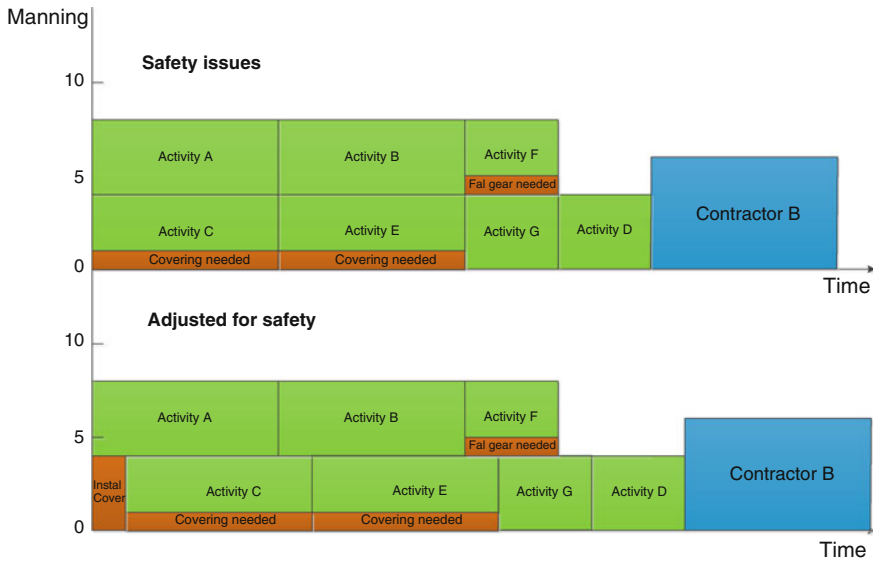 Manning
Safety issues
10
Activity A
Activity B
Activity F
5
Fal gear needed
Activity C
Activity E
Activity G
Activity D
Contractor B
Covering needed
Covering needed
0
Time
Adjusted for safety
10
Activity A
Activity B
Activity F
5
Fal gear needed
Instal
Cover
Activity C
Activity E
Activity G
Activity D
Contractor B
Covering needed
Covering needed
0
Time